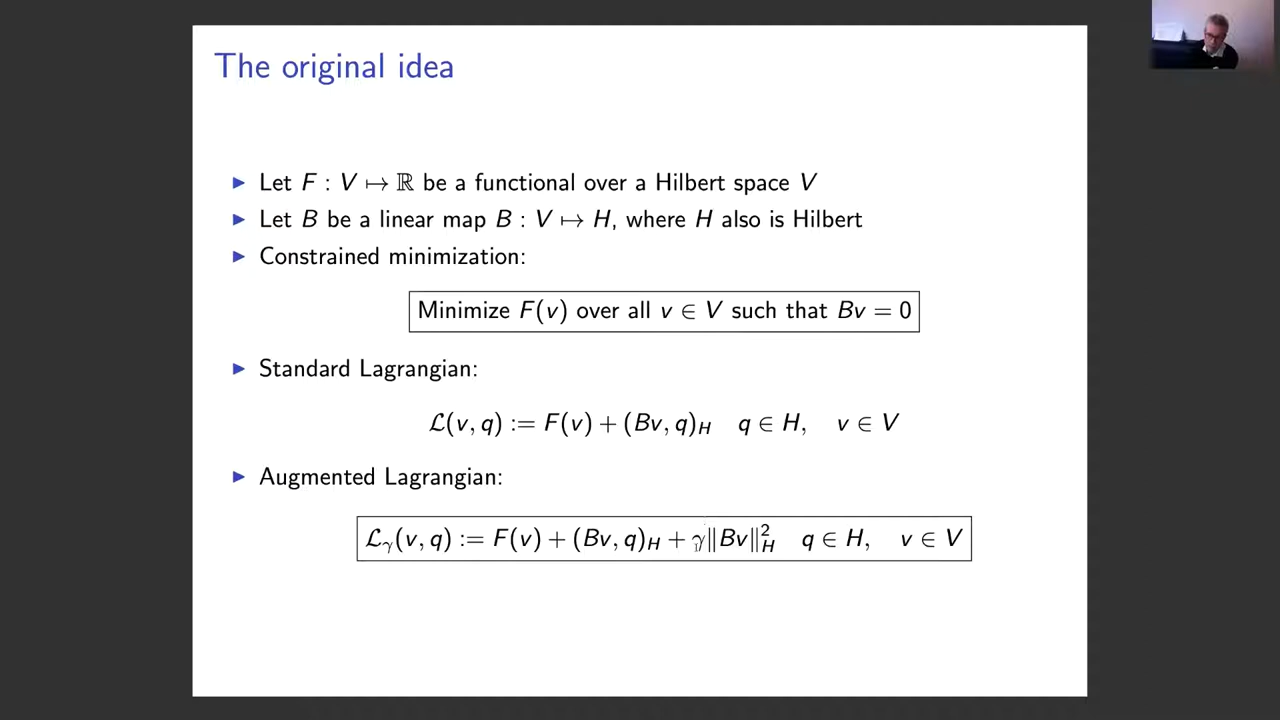 The original idea
▶ Let F : V ↦ ℝ be a functional over a Hilbert space V
▶ Let B be a linear map B : V ↦ H, where H also is Hilbert
▶ Constrained minimization:
Minimize F(v) over all v ∈ V such that Bv = 0
▶ Standard Lagrangian:
ℒ(v, q) := F(v) + (Bv, q)_H q ∈ H, v ∈ V
▶ Augmented Lagrangian:
ℒ_γ(v, q) := F(v) + (Bv, q)_H + γ‖Bv‖²_H q ∈ H, v ∈ V